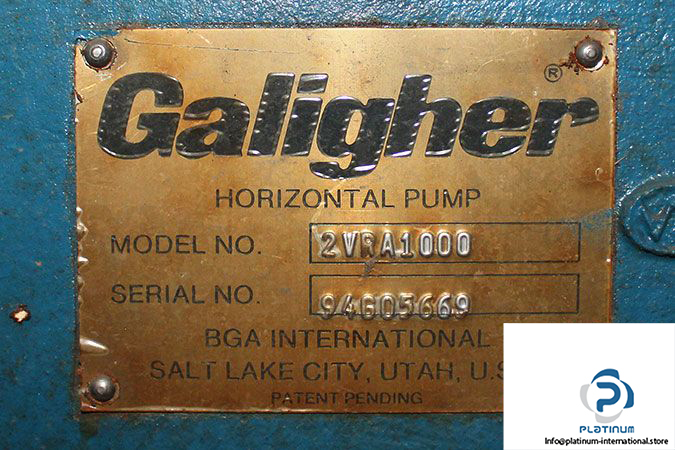 Galigher®
HORIZONTAL PUMP
MODEL NO. 2VRA1000
SERIAL NO. 94G05669
BGA INTERNATIONAL
SALT LAKE CITY, UTAH, U.S
PATENT PENDING
V
PLATINUM
Info@platinum-international.store